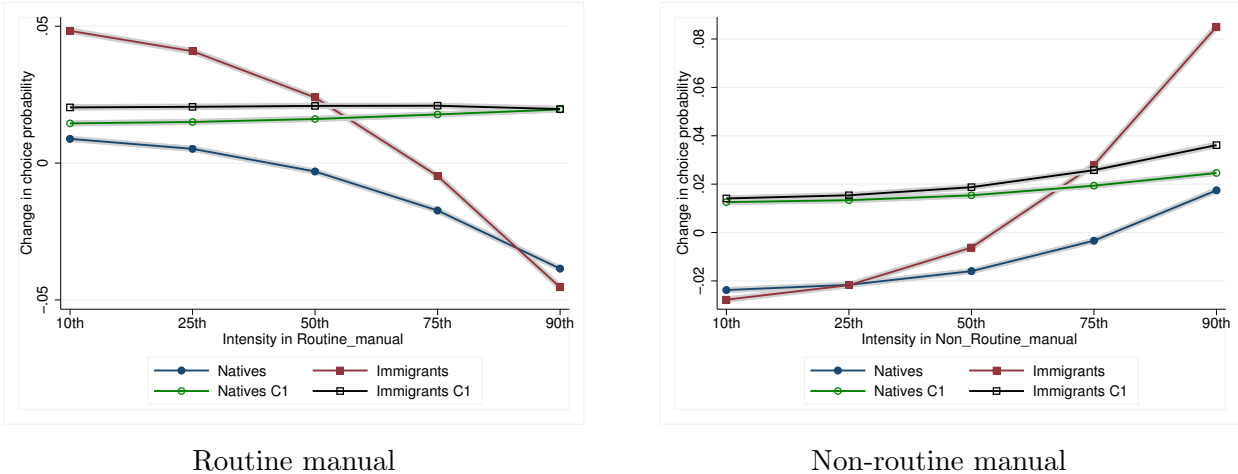 Change in choice probability
.05
0
-.05
10th 25th 50th 75th 90th
Intensity in Routine_manual
Natives Immigrants
Natives C1 Immigrants C1
Routine manual
Change in choice probability
.08
.06
.04
.02
0
-.02
10th 25th 50th 75th 90th
Intensity in Non_Routine_manual
Natives Immigrants
Natives C1 Immigrants C1
Non-routine manual